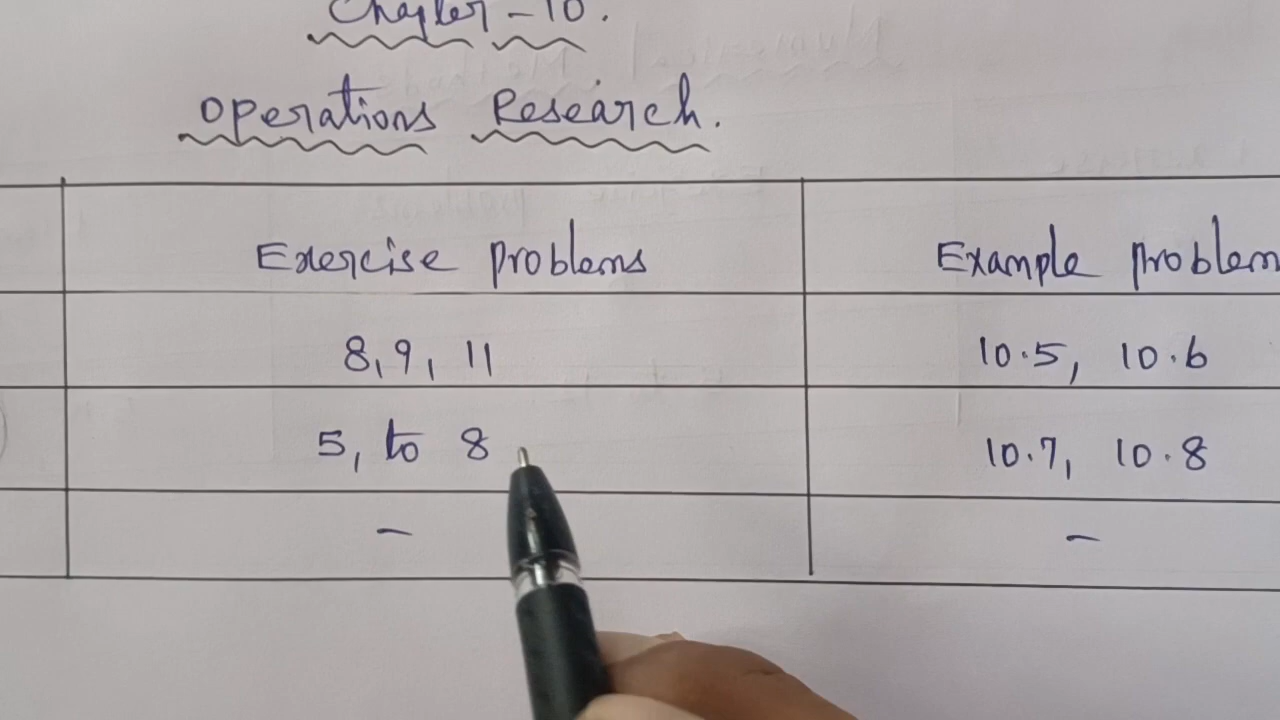 Chapter - 10.
Operations Research.
Exercise Problems Example Problem
8, 9, 11 10.5, 10.6
5, to 8 10.7, 10.8
- -